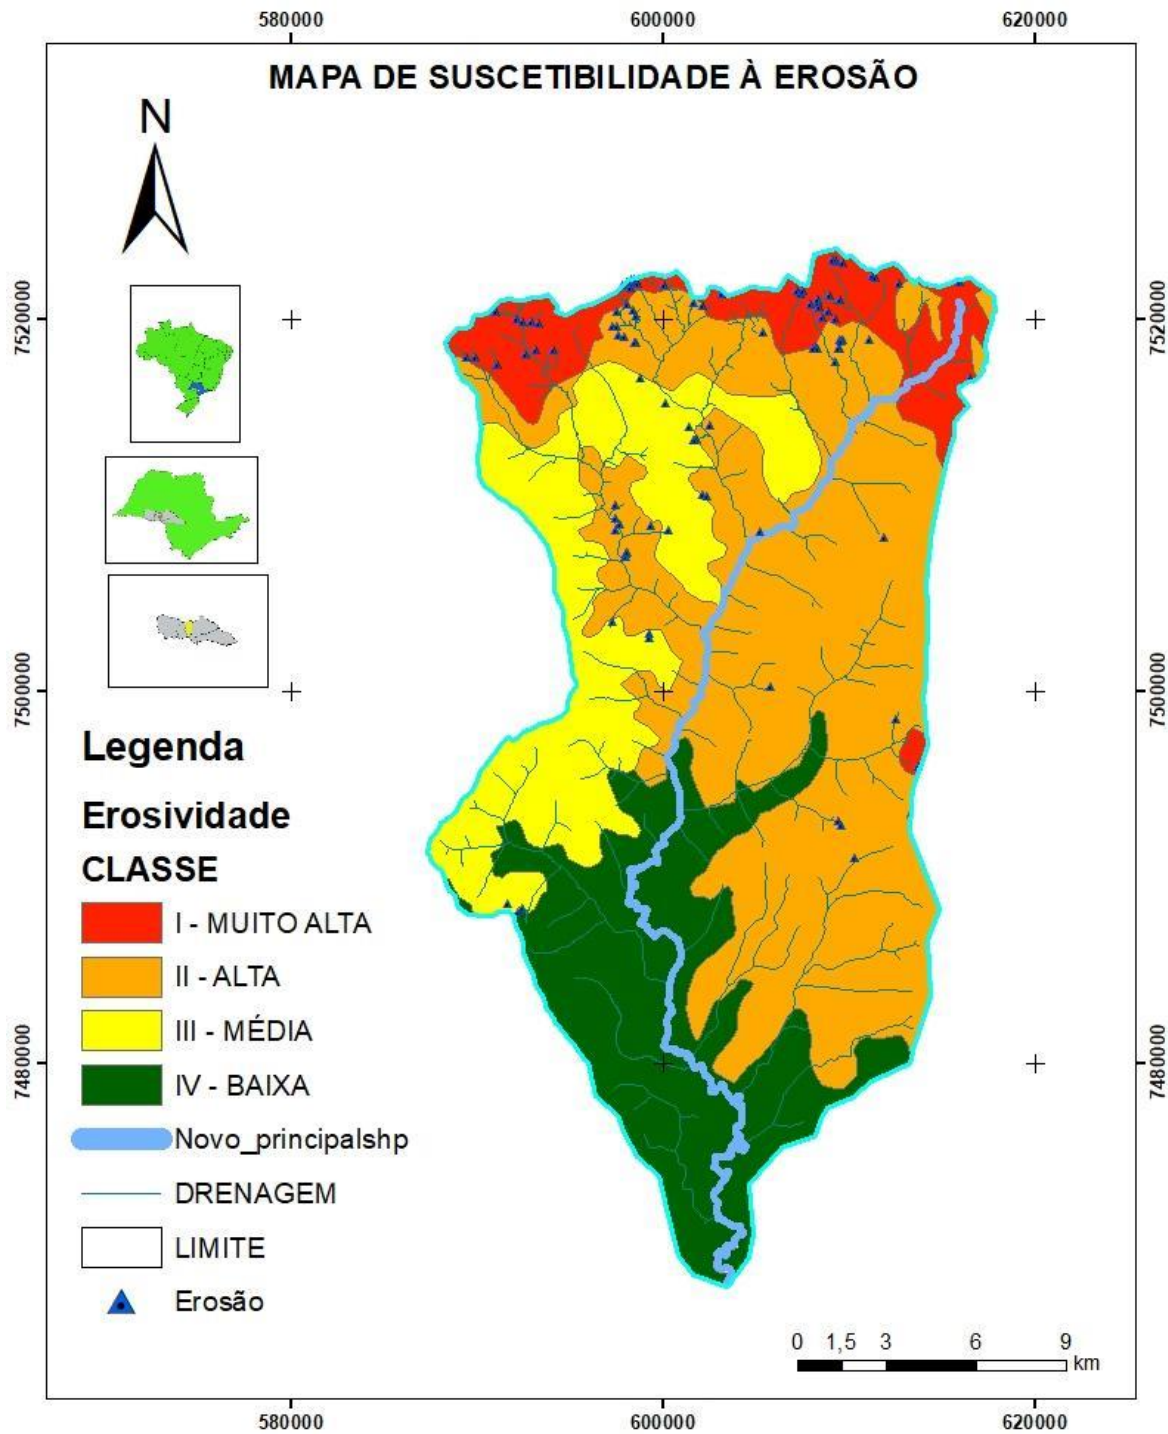 580000 600000 620000
MAPA DE SUSCETIBILIDADE À EROSÃO
N
7520000 7520000
7500000 7500000
Legenda
Erosividade
CLASSE
I - MUITO ALTA
II - ALTA
III - MÉDIA
7480000 7480000
IV - BAIXA
Novo_principalshp
DRENAGEM
LIMITE
Erosão
0 1,5 3 6 9
km
580000 600000 620000